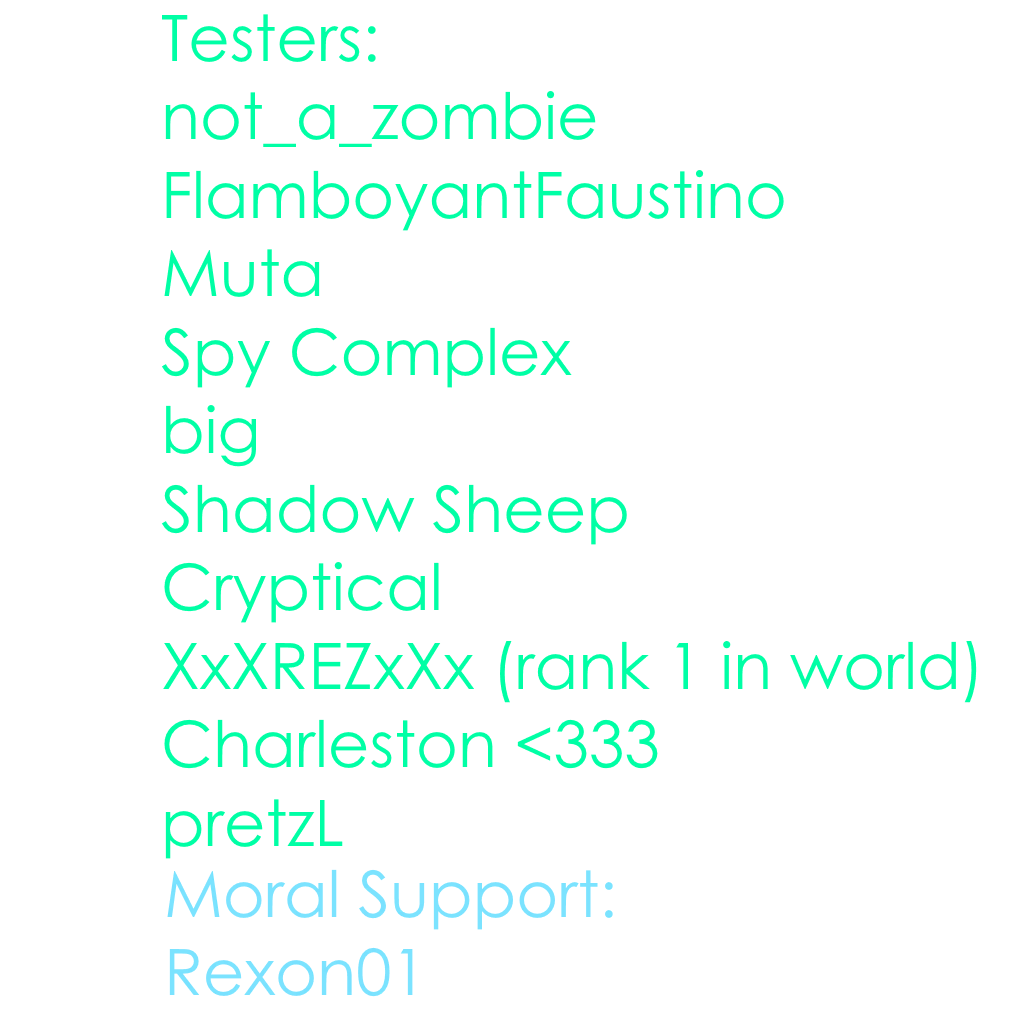 Testers:
not_a_zombie
FlamboyantFaustino
Muta
Spy Complex
big
Shadow Sheep
Cryptical
XxXREZxXx (rank 1 in world)
Charleston <333
pretzL
Moral Support:
Rexon01